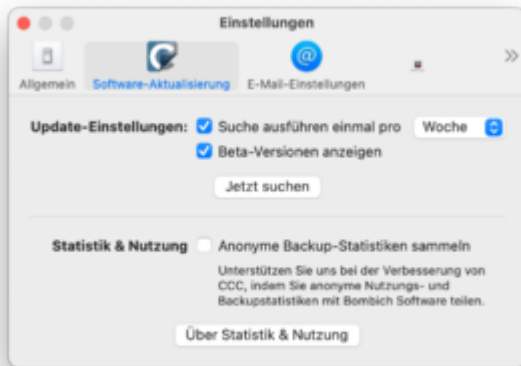 Einstellungen
Allgemein Software-Aktualisierung E-Mail-Einstellungen
Update-Einstellungen: Suche ausführen einmal pro Woche
Beta-Versionen anzeigen
Jetzt suchen
Statistik & Nutzung Anonyme Backup-Statistiken sammeln
Unterstützen Sie uns bei der Verbesserung von
CCC, indem Sie anonyme Nutzungs- und
Backupstatistiken mit Bombich Software teilen.
Über Statistik & Nutzung